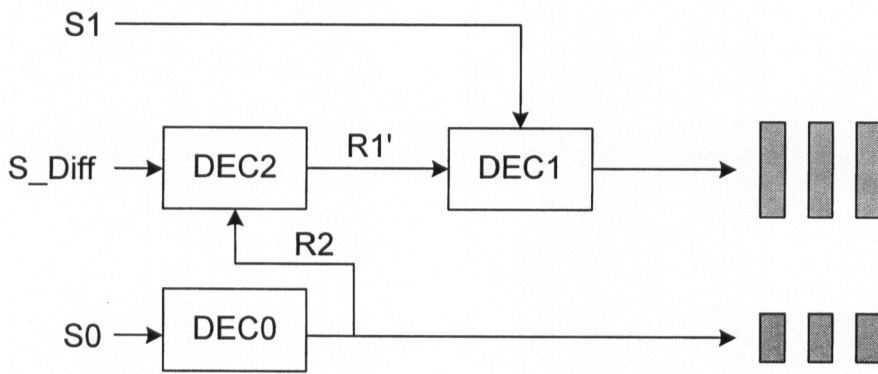 S1
S_Diff
DEC2
R1'
DEC1
R2
S0
DEC0